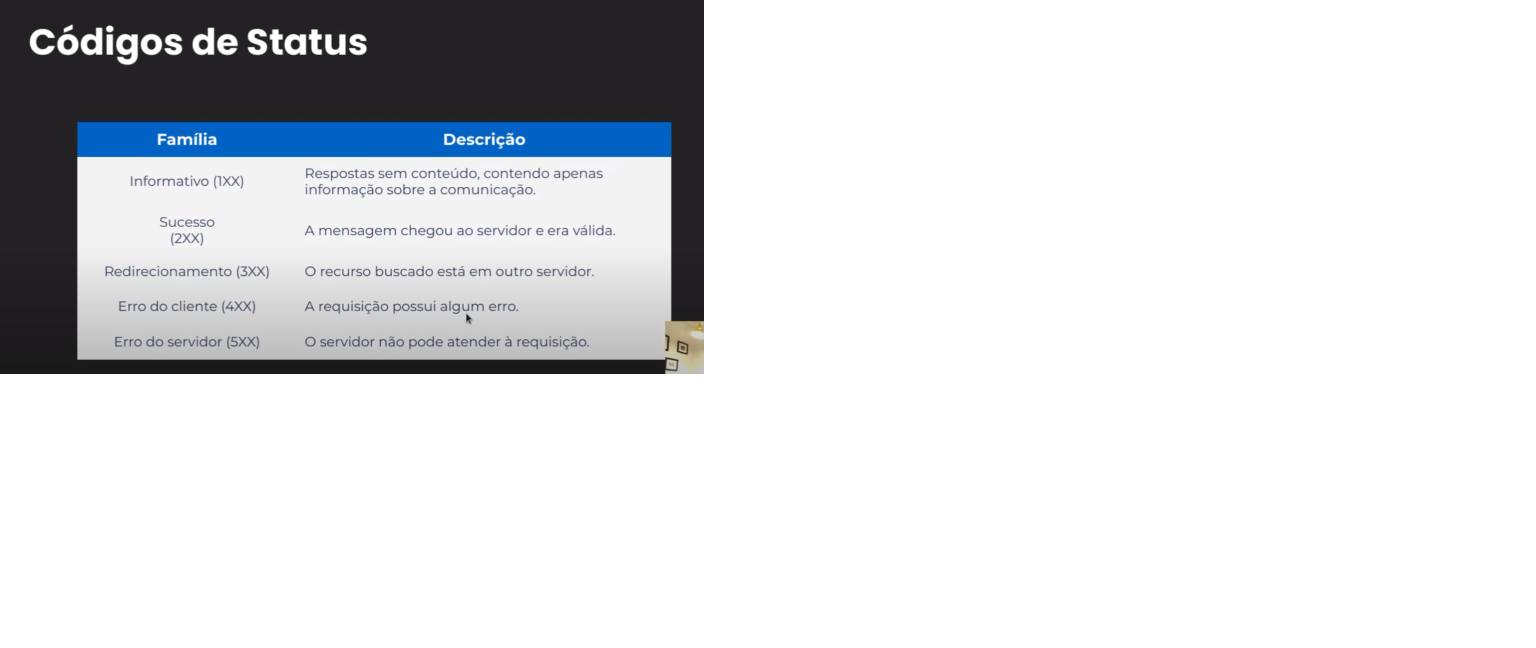 Códigos de Status
Família
Descrição
Informativo (1XX)
Respostas sem conteúdo, contendo apenas
informação sobre a comunicação.
Sucesso
(2XX)
A mensagem chegou ao servidor e era válida.
Redirecionamento (3XX)
O recurso buscado está em outro servidor.
Erro do cliente (4XX)
A requisição possui algum erro.
Erro do servidor (5XX)
O servidor não pode atender à requisição.